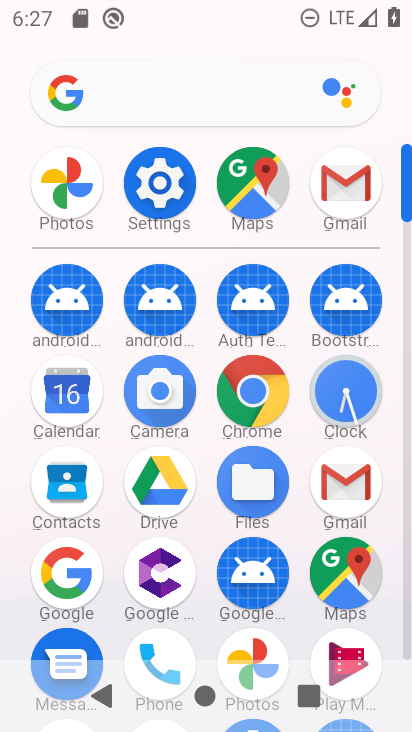 6:27 LTE
Photos Settings Maps Gmail
android... android... Auth Te... Bootstr...
16
Calendar Camera Chrome Clock
Contacts Drive Files Gmail
Google Google ... Google... Maps
Messa... Phone Photos Play M...